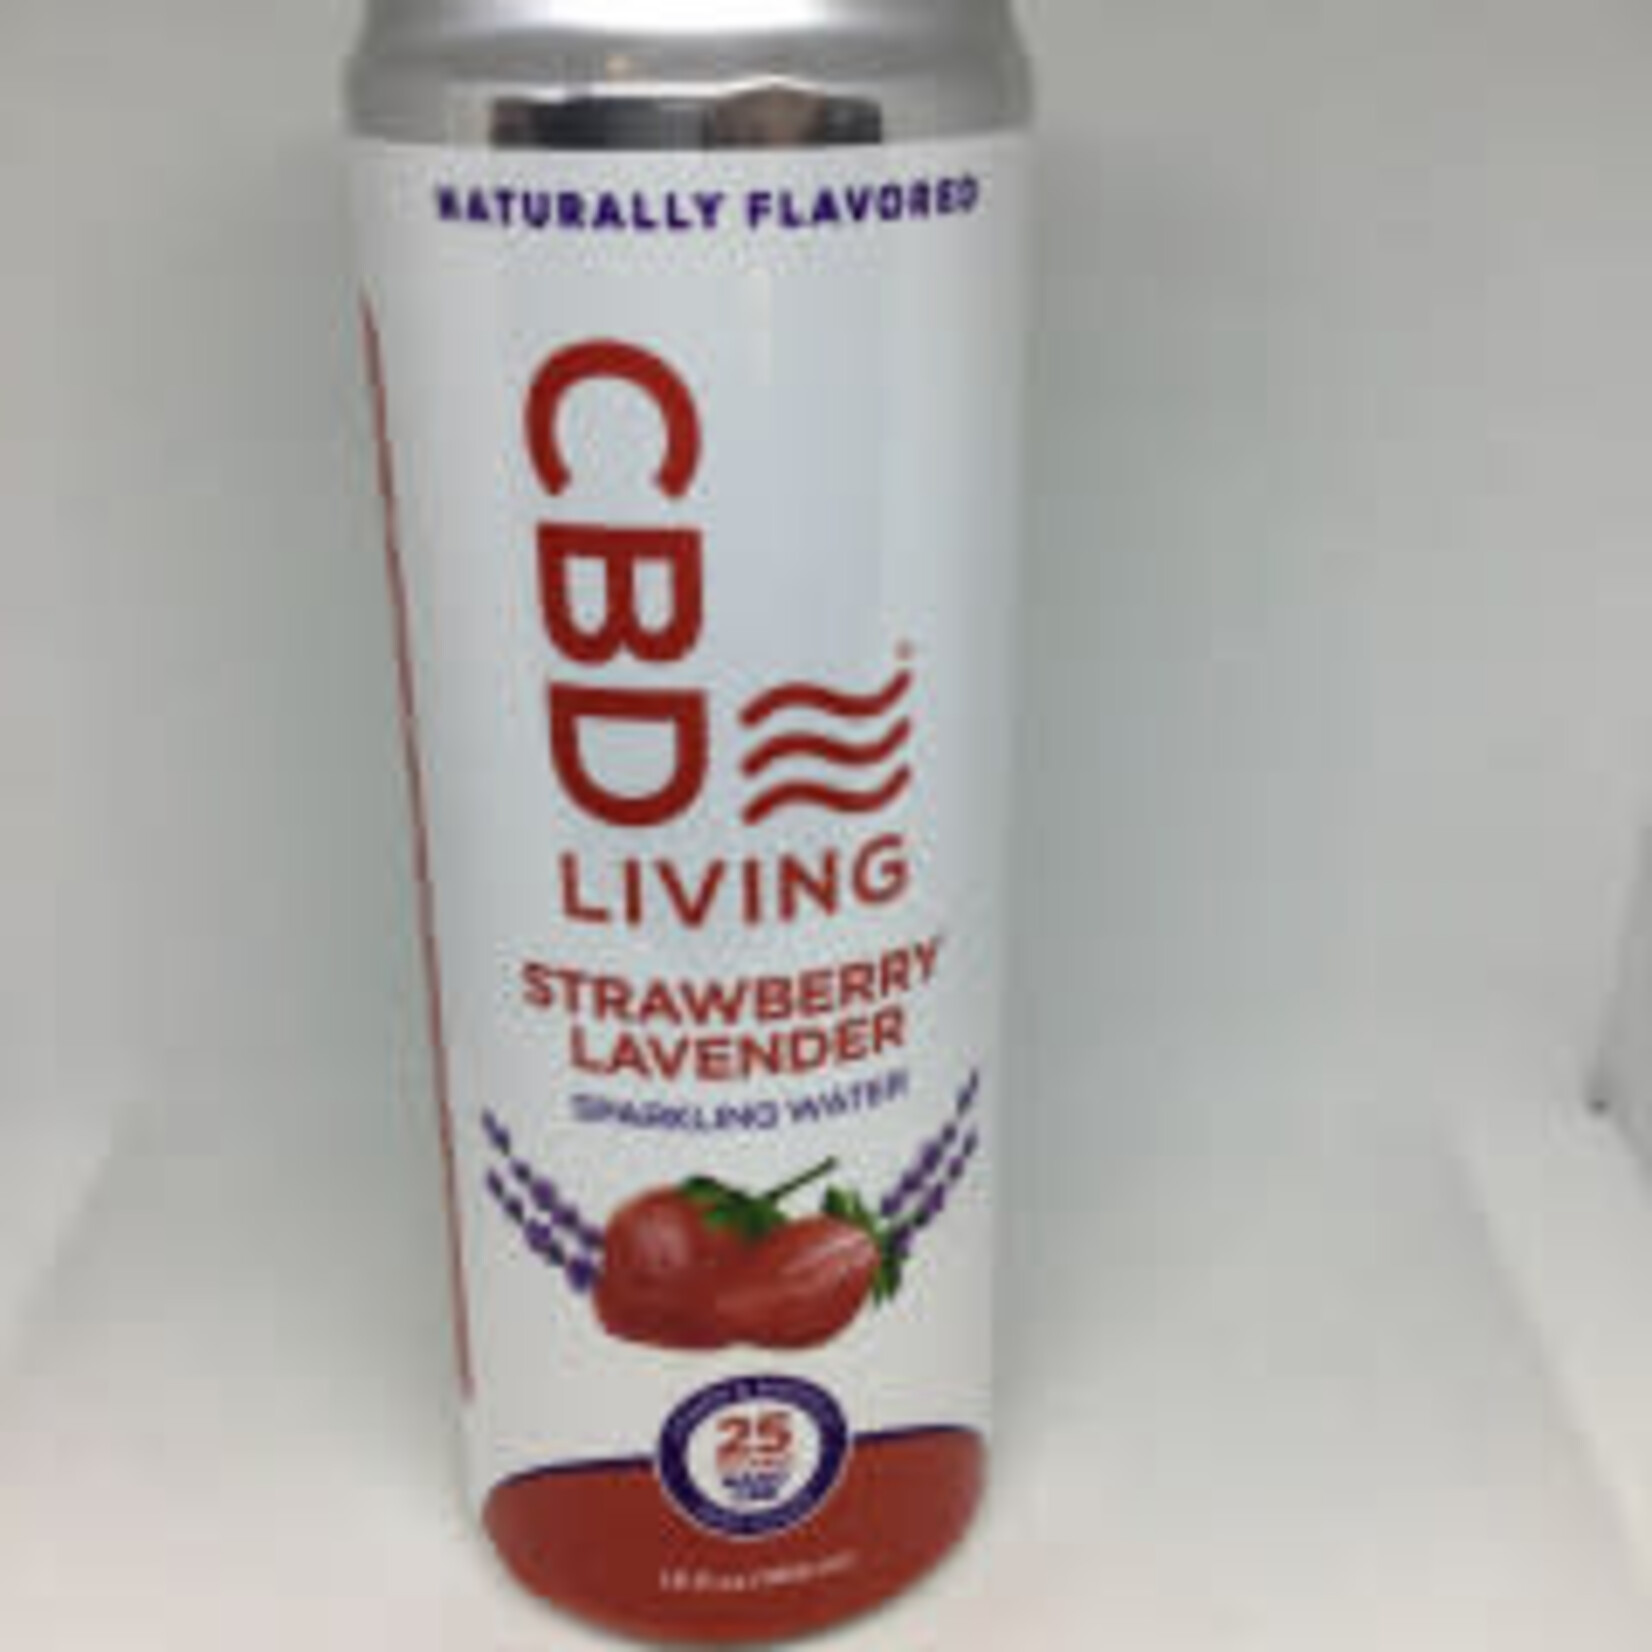 NATURALLY FLAVORED
CBD
LIVING
STRAWBERRY
LAVENDER
SPARKLING WATER
25